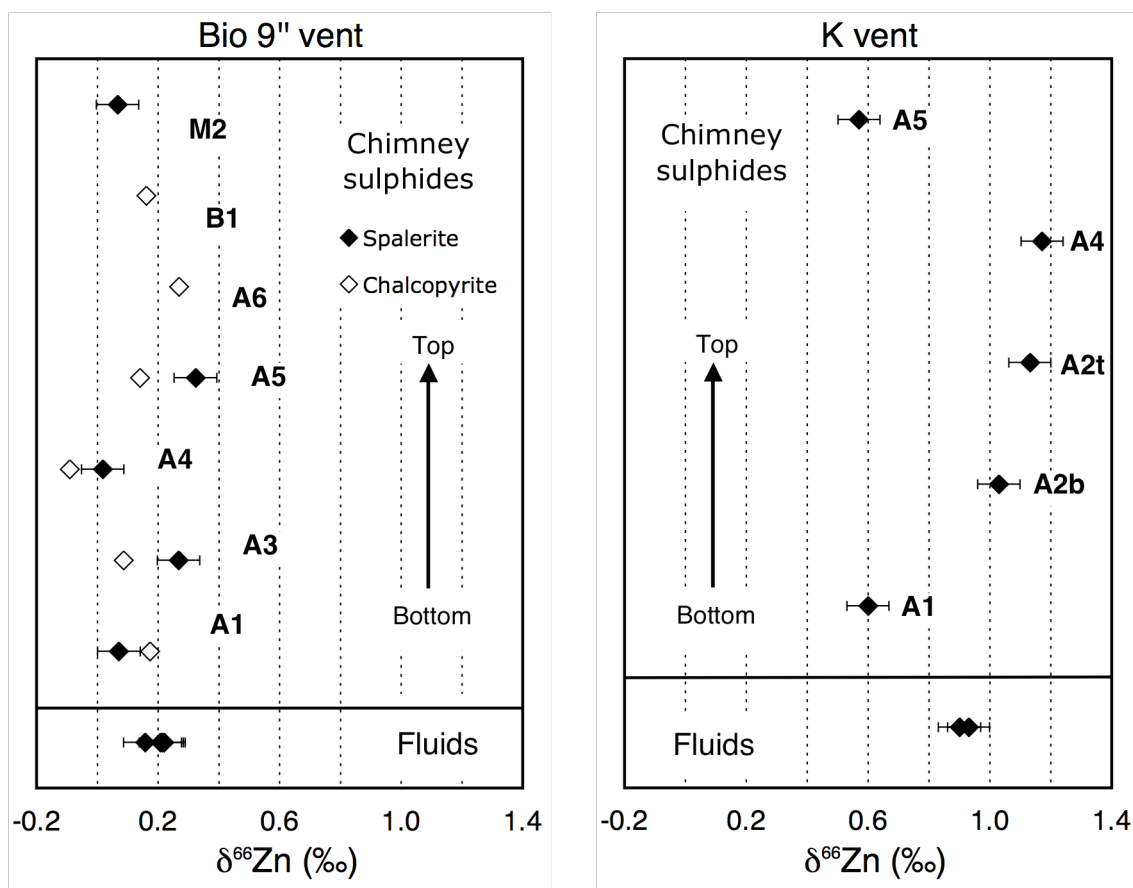 Bio 9" vent
M2
Chimney
sulphides
B1
Spalerite
A6
Chalcopyrite
Top
A5
A4
A3
Bottom
A1
Fluids
-0.2 0.2 0.6 1.0 1.4
δ⁶⁶Zn (‰)
K vent
A5
Chimney
sulphides
A4
Top
A2t
A2b
A1
Bottom
Fluids
-0.2 0.2 0.6 1.0 1.4
δ⁶⁶Zn (‰)